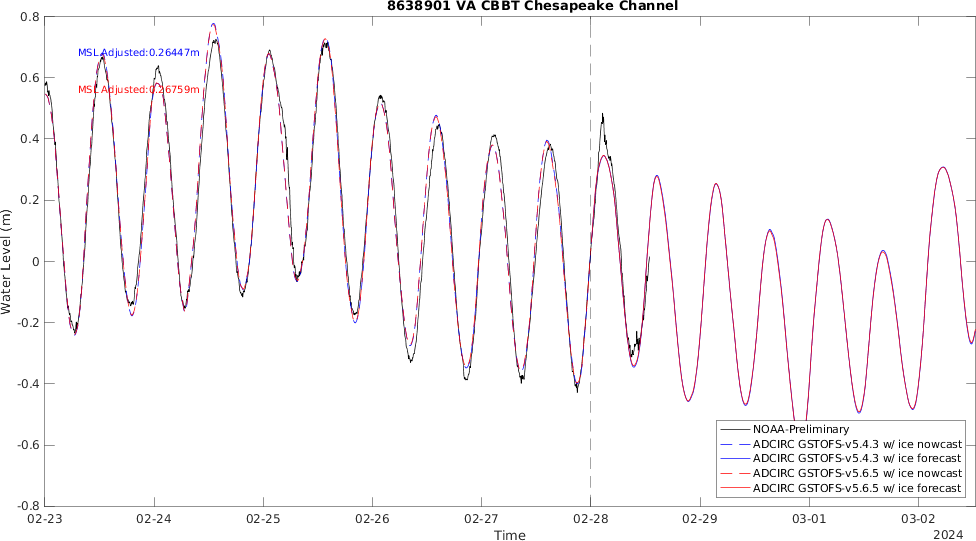 8638901 VA CBBT Chesapeake Channel
0.8
MSL Adjusted:0.26447m
0.6
MSL Adjusted:0.26759m
0.4
0.2
0
-0.2
-0.4
-0.6
-0.8
Water Level (m)
NOAA-Preliminary
ADCIRC GSTOFS-v5.4.3 w/ ice nowcast
ADCIRC GSTOFS-v5.4.3 w/ ice forecast
ADCIRC GSTOFS-v5.6.5 w/ ice nowcast
ADCIRC GSTOFS-v5.6.5 w/ ice forecast
02-23 02-24 02-25 02-26 02-27 02-28 02-29 03-01 03-02
Time
2024